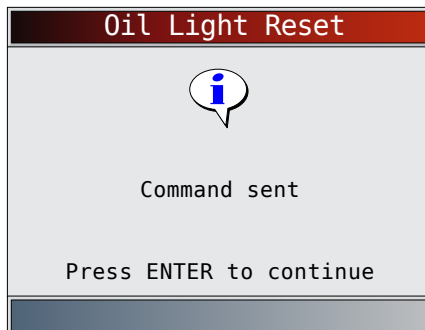 Oil Light Reset
i
Command sent
Press ENTER to continue